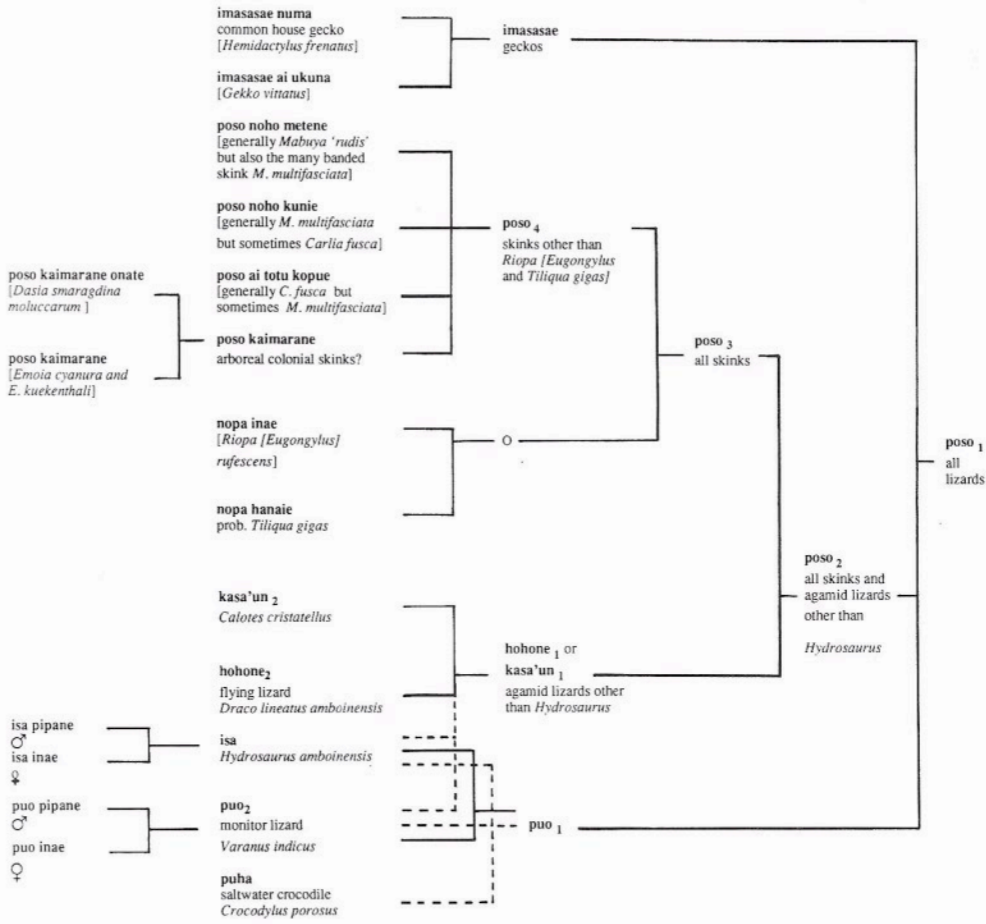 imasasae numa
common house gecko
[Hemidactylus frenatus]
imasasae ai ukuna
[Gekko vittatus]
imasasae
geckos
poso noho metene
[generally Mabuya 'rudis'
but also the many banded
skink M. multifasciata]
poso noho kunie
[generally M. multifasciata
but sometimes Carlia fusca]
poso ai totu kopue
[generally C. fusca but
sometimes M. multifasciata]
poso kaimarane
arboreal colonial skinks?
poso kaimarane onate
[Dasia smaragdina
moluccarum ]
poso kaimarane
[Emoia cyanura and
E. kuekenthali]
poso 4
skinks other than
Riopa [Eugongylus
and Tiliqua gigas]
poso 3
all skinks
nopa inae
[Riopa [Eugongylus]
rufescens]
nopa hanaie
prob. Tiliqua gigas
O
poso 1
all
lizards
poso 2
all skinks and
agamid lizards
other than
Hydrosaurus
kasa'un 2
Calotes cristatellus
hohone2
flying lizard
Draco lineatus amboinensis
hohone 1 or
kasa'un 1
agamid lizards other
than Hydrosaurus
isa pipane
♂
isa inae
♀
isa
Hydrosaurus amboinensis
puo pipane
♂
puo inae
♀
puo2
monitor lizard
Varanus indicus
puo 1
puha
saltwater crocodile
Crocodylus porosus